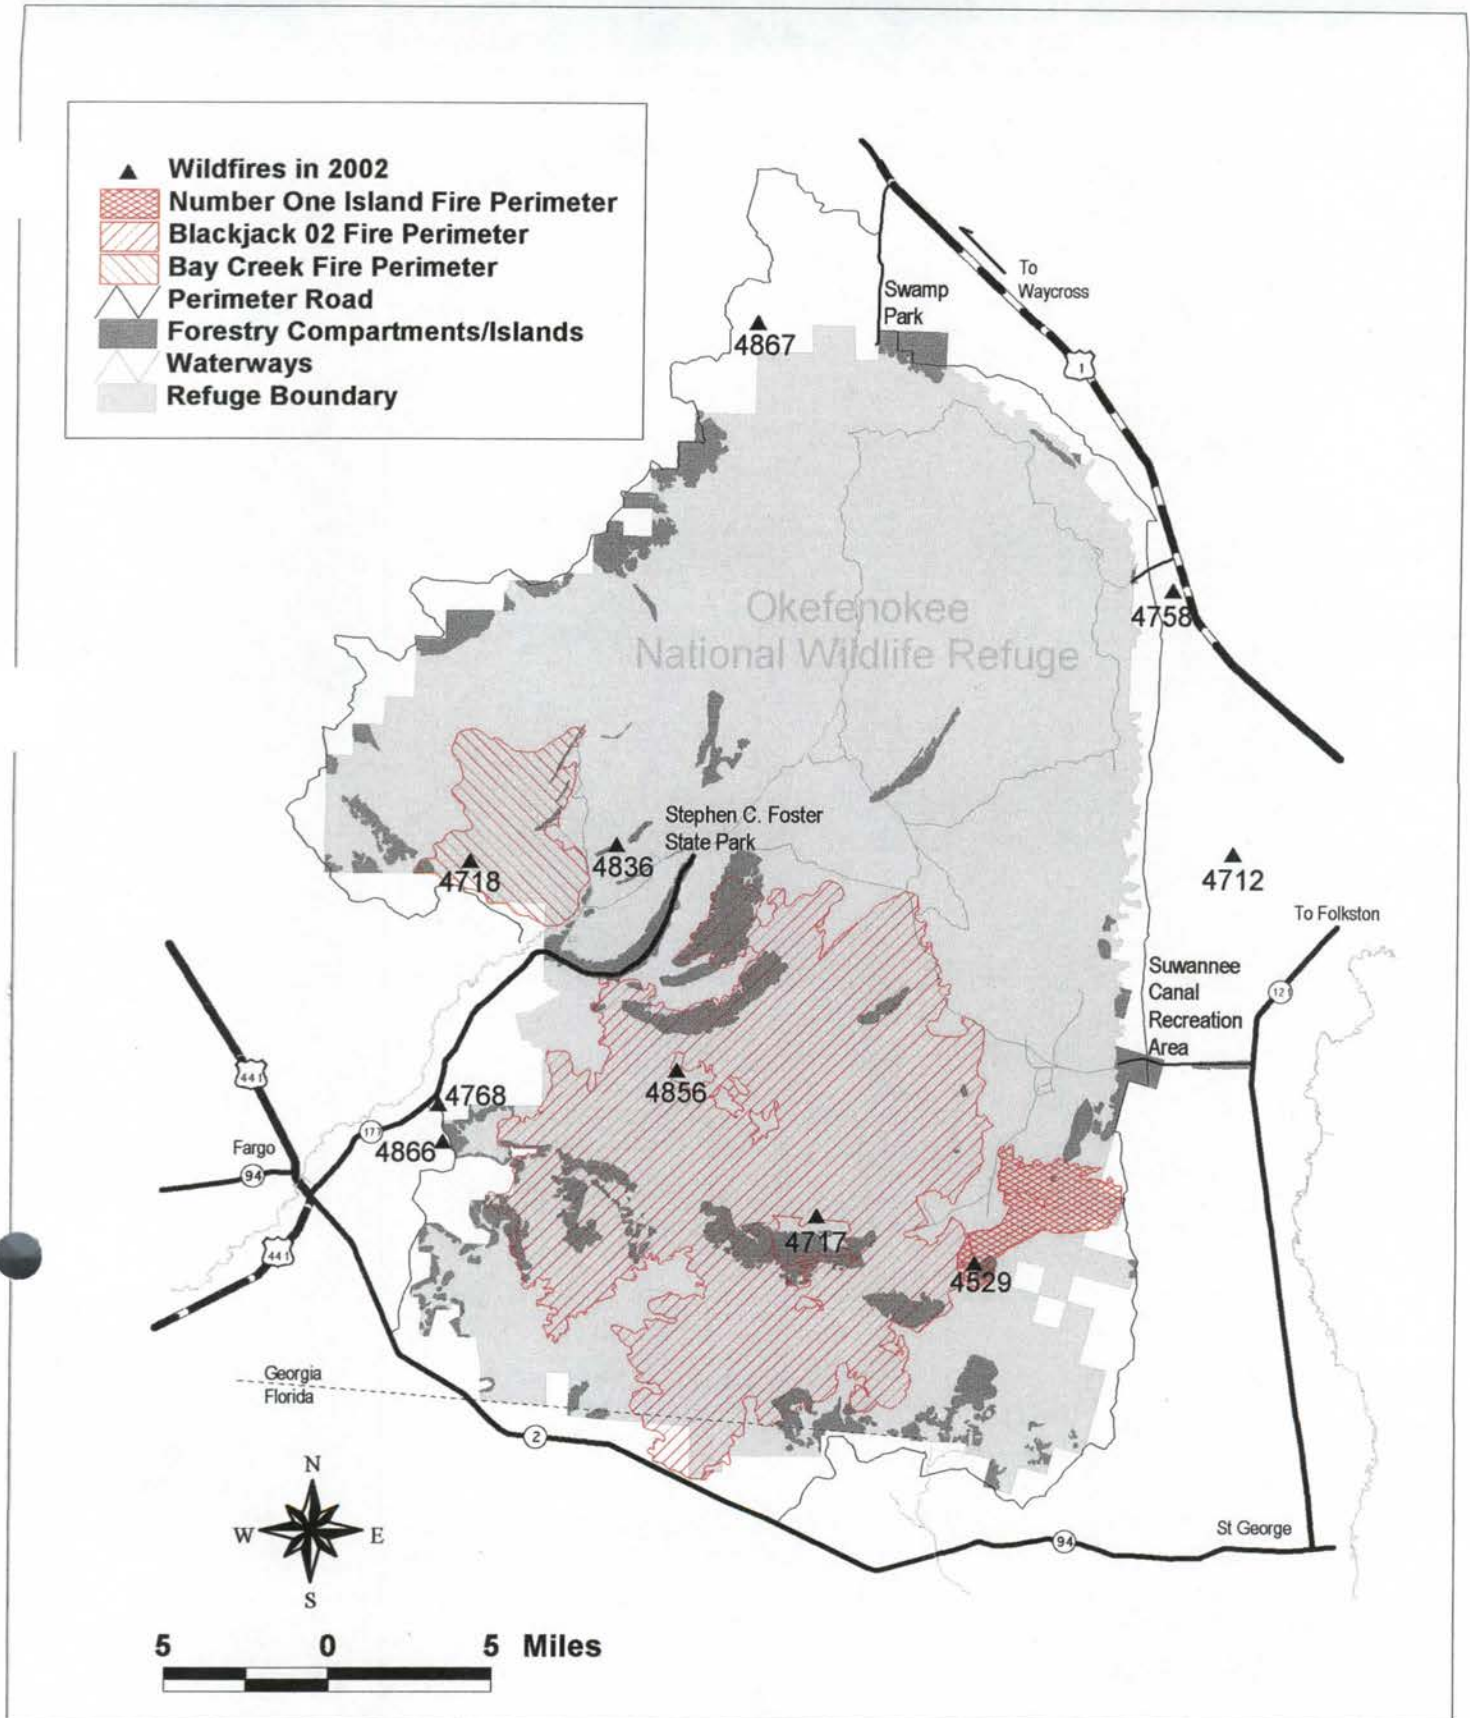 Wildfires in 2002
Number One Island Fire Perimeter
Blackjack 02 Fire Perimeter
Bay Creek Fire Perimeter
Perimeter Road
Forestry Compartments/Islands
Waterways
Refuge Boundary
To
Waycross
Swamp
Park
4867
1
4758
Okefenokee
National Wildlife Refuge
Stephen C. Foster
State Park
4836
4718
4712
To Folkston
121
Suwannee
Canal
Recreation
Area
441
4856
4768
177
4866
Fargo
94
441
4717
4529
Georgia
Florida
2
94
St George
N
W
E
S
5
0
5 Miles